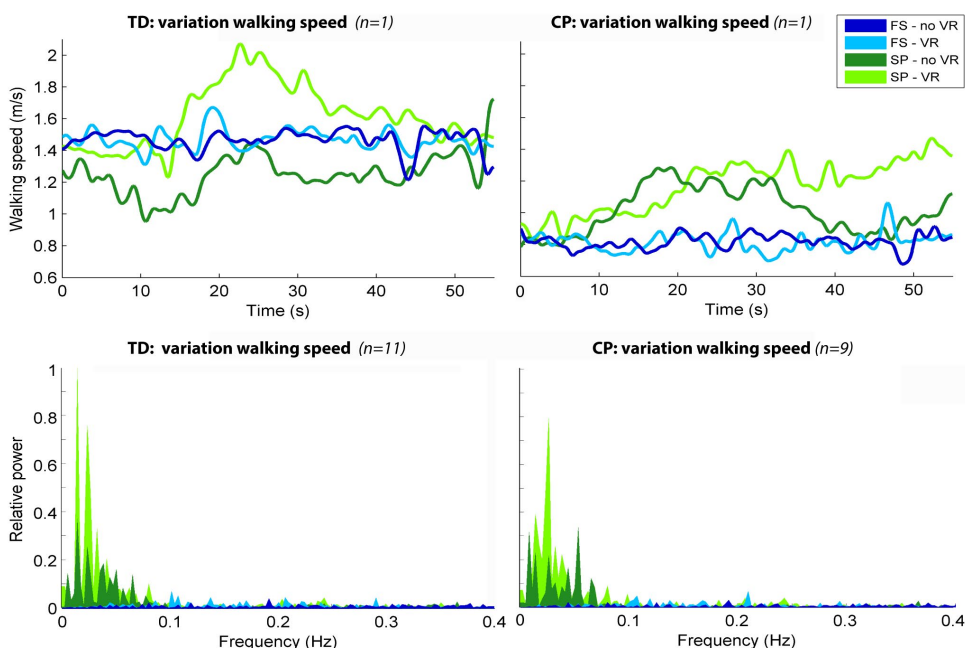 TD: variation walking speed (n=1)
CP: variation walking speed (n=1)
FS - no VR
FS - VR
SP - no VR
SP - VR
Walking speed (m/s)
2
1.8
1.6
1.4
1.2
1
0.8
0.6
0 10 20 30 40 50
Time (s)
0 10 20 30 40 50
Time (s)
TD: variation walking speed (n=11)
CP: variation walking speed (n=9)
Relative power
1
0.8
0.6
0.4
0.2
0
0 0.1 0.2 0.3 0.4
Frequency (Hz)
0 0.1 0.2 0.3 0.4
Frequency (Hz)